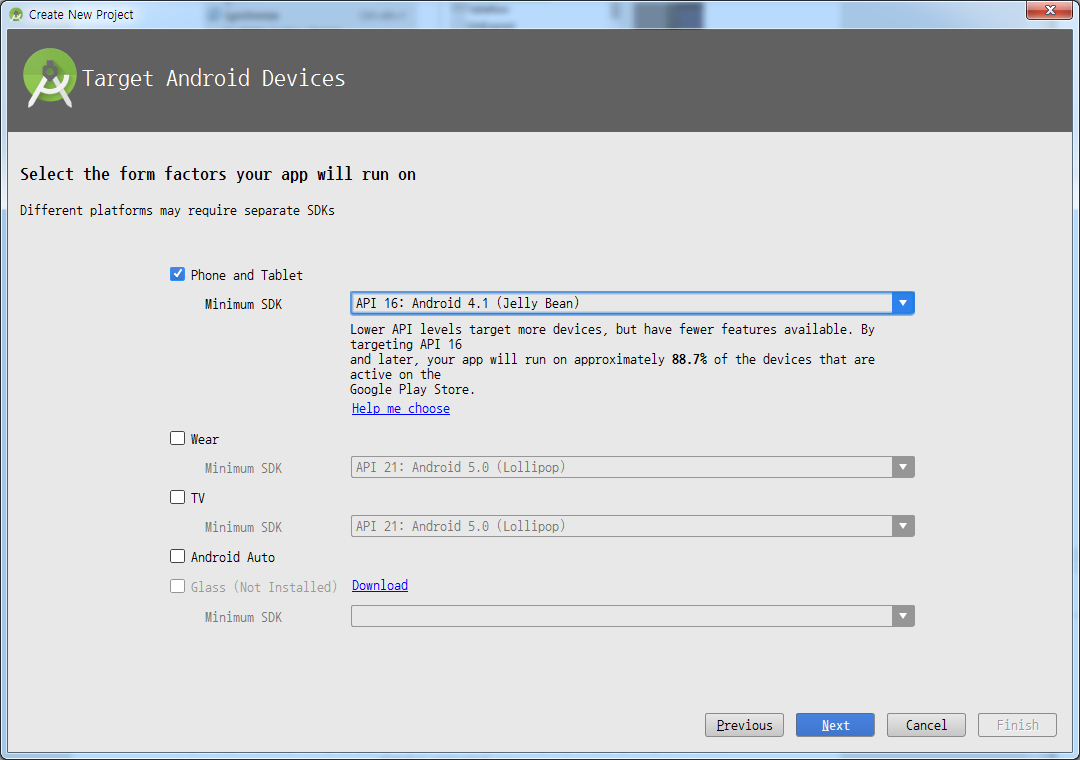 Create New Project
Target Android Devices
Select the form factors your app will run on
Different platforms may require separate SDKs
Phone and Tablet
Minimum SDK
API 16: Android 4.1 (Jelly Bean)
Lower API levels target more devices, but have fewer features available. By
targeting API 16
and later, your app will run on approximately 88.7% of the devices that are
active on the
Google Play Store.
Help me choose
Wear
Minimum SDK
API 21: Android 5.0 (Lollipop)
TV
Minimum SDK
API 21: Android 5.0 (Lollipop)
Android Auto
Glass (Not Installed)
Download
Minimum SDK
Previous
Next
Cancel
Finish